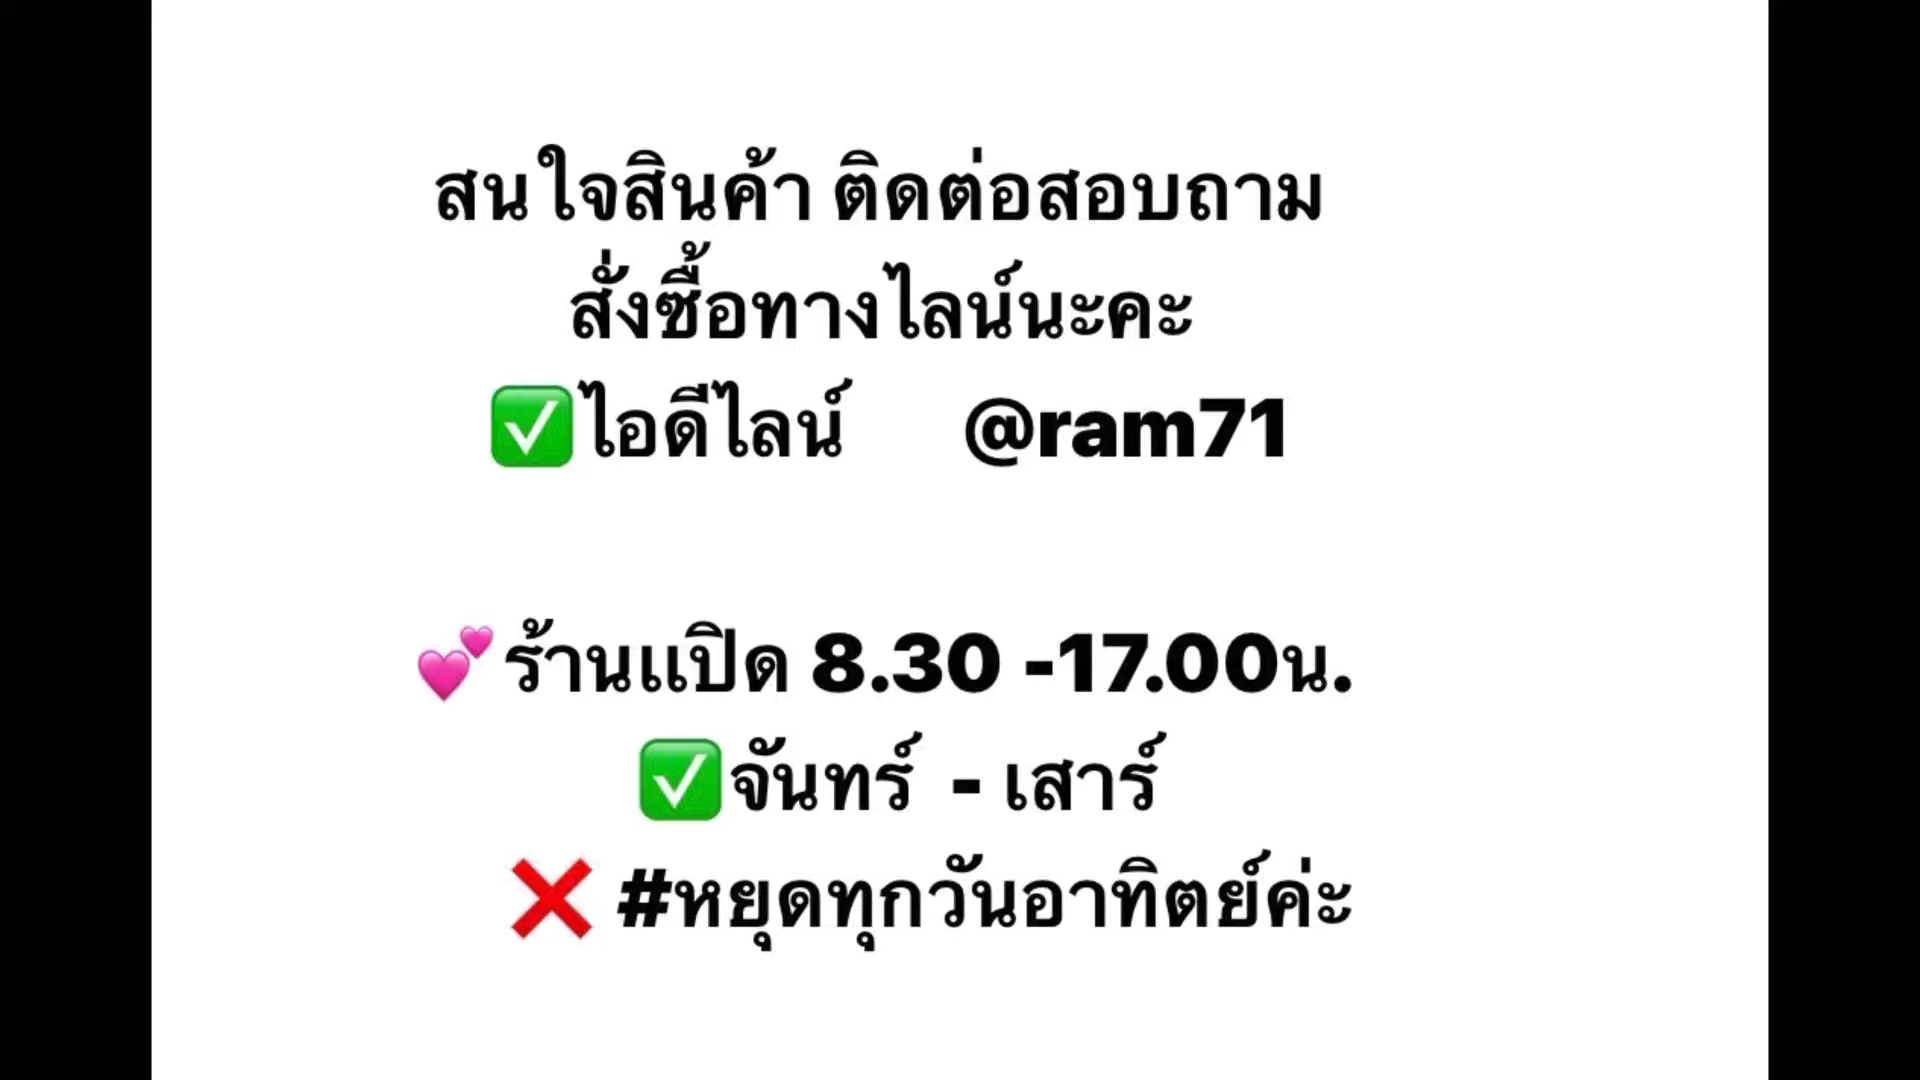 สนใจสินค้า ติดต่อสอบถาม
สั่งซื้อทางไลน์นะคะ
✅ไอดีไลน์ @ram71
💕ร้านเเปิด 8.30 -17.00น.
✅จันทร์ - เสาร์
❌ #หยุดทุกวันอาทิตย์ค่ะ